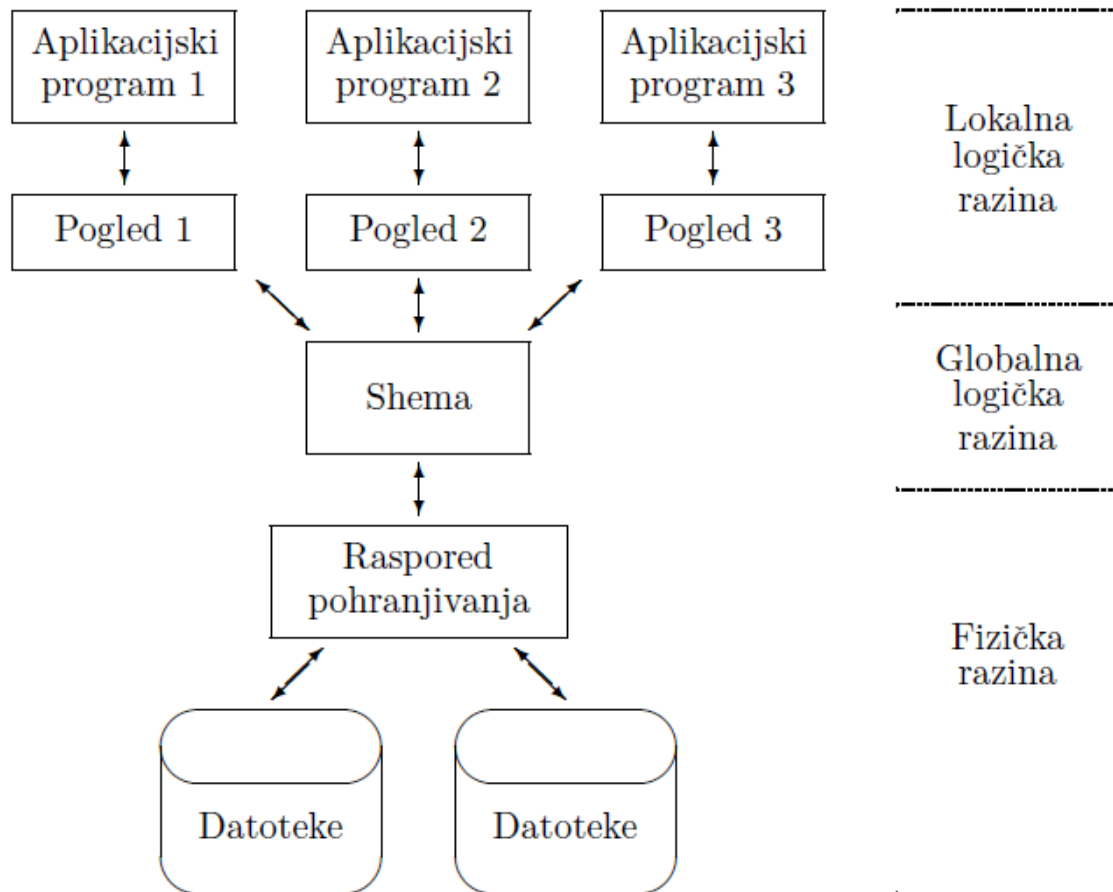 Aplikacijski
program 1
Aplikacijski
program 2
Aplikacijski
program 3
Lokalna
logička
razina
Pogled 1
Pogled 2
Pogled 3
Shema
Globalna
logička
razina
Raspored
pohranjivanja
Fizička
razina
Datoteke
Datoteke